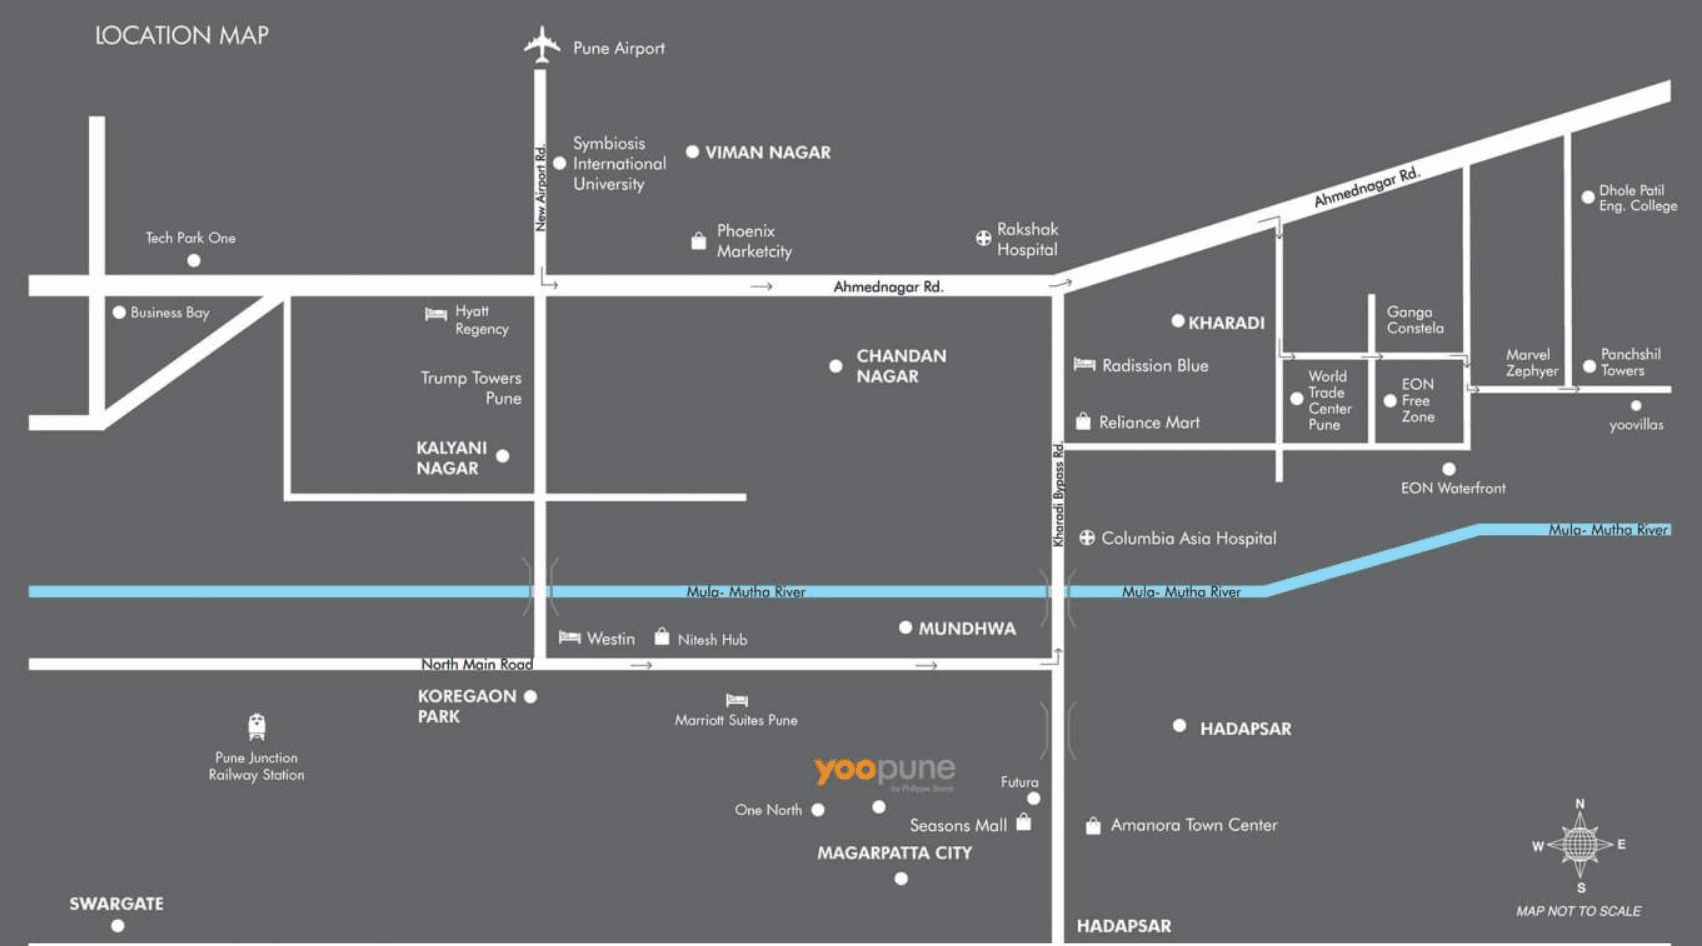 LOCATION MAP
Pune Airport
New Airport Rd.
Symbiosis
International
University
VIMAN NAGAR
Phoenix
Marketcity
Rakshak
Hospital
Ahmednagar Rd.
Dhole Patil
Eng. College
Tech Park One
Ahmednagar Rd.
Business Bay
Hyatt
Regency
KHARADI
Ganga
Constela
CHANDAN
NAGAR
Radission Blue
Marvel
Zephyer
Panchshil
Towers
Trump Towers
Pune
World
Trade
Center
Pune
EON
Free
Zone
Reliance Mart
yoovillas
KALYANI
NAGAR
Kharadi Bypass Rd.
EON Waterfront
Columbia Asia Hospital
Mula- Mutha River
Mula- Mutha River
Mula- Mutha River
Westin
Nitesh Hub
MUNDHWA
North Main Road
KOREGAON
PARK
Marriott Suites Pune
HADAPSAR
Pune Junction
Railway Station
yoopune
by Philippe Starck
Futura
One North
Seasons Mall
Amanora Town Center
MAGARPATTA CITY
N
W
E
S
SWARGATE
HADAPSAR
MAP NOT TO SCALE